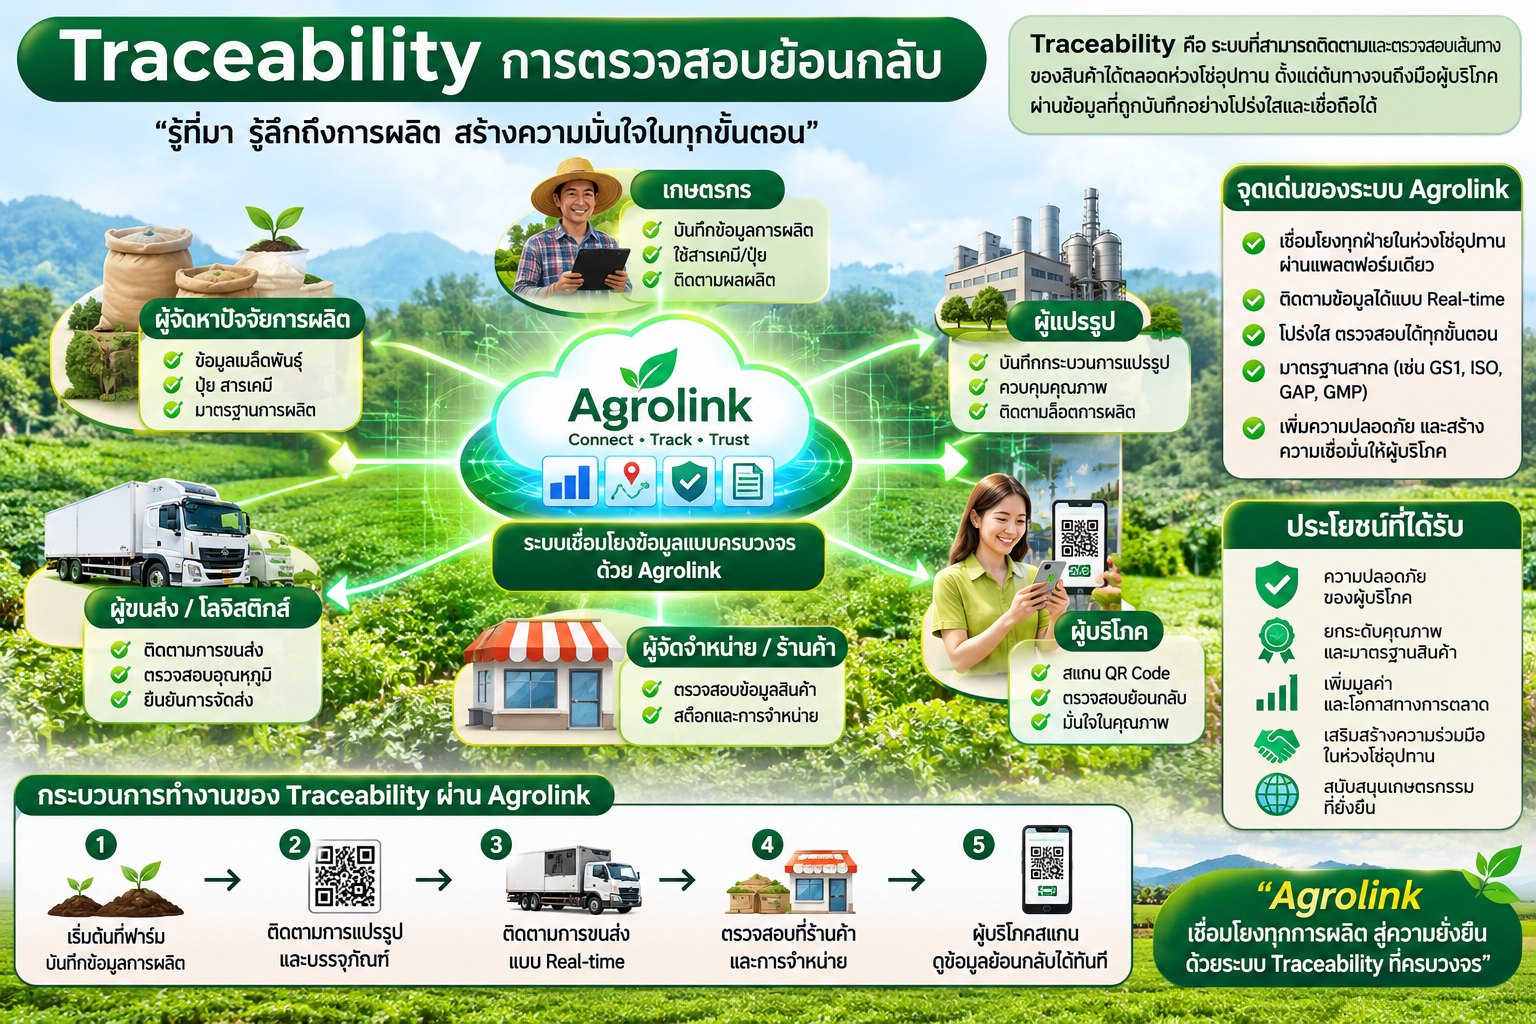 Traceability การตรวจสอบย้อนกลับ
“รู้ที่มา รู้ลึกถึงการผลิต สร้างความมั่นใจในทุกขั้นตอน”
Traceability คือ ระบบที่สามารถติดตามและตรวจสอบเส้นทาง
ของสินค้าได้ตลอดห่วงโซ่อุปทาน ตั้งแต่ต้นทางจนถึงมือผู้บริโภค
ผ่านข้อมูลที่ถูกบันทึกอย่างโปร่งใสและเชื่อถือได้
เกษตรกร
บันทึกข้อมูลการผลิต
ใช้สารเคมี/ปุ๋ย
ติดตามผลผลิต
ผู้จัดหาปัจจัยการผลิต
ข้อมูลเมล็ดพันธุ์
ปุ๋ย สารเคมี
มาตรฐานการผลิต
ผู้แปรรูป
บันทึกกระบวนการแปรรูป
ควบคุมคุณภาพ
ติดตามล็อตการผลิต
Agrolink
Connect • Track • Trust
ระบบเชื่อมโยงข้อมูลแบบครบวงจร
ด้วย Agrolink
ผู้ขนส่ง / โลจิสติกส์
ติดตามการขนส่ง
ตรวจสอบอุณหภูมิ
ยืนยันการจัดส่ง
ผู้จัดจำหน่าย / ร้านค้า
ตรวจสอบข้อมูลสินค้า
สต็อกและการจำหน่าย
ผู้บริโภค
สแกน QR Code
ตรวจสอบย้อนกลับ
มั่นใจในคุณภาพ
จุดเด่นของระบบ Agrolink
เชื่อมโยงทุกฝ่ายในห่วงโซ่อุปทาน
ผ่านแพลตฟอร์มเดียว
ติดตามข้อมูลได้แบบ Real-time
โปร่งใส ตรวจสอบได้ทุกขั้นตอน
มาตรฐานสากล (เช่น GS1, ISO,
GAP, GMP)
เพิ่มความปลอดภัย และสร้าง
ความเชื่อมั่นให้ผู้บริโภค
ประโยชน์ที่ได้รับ
ความปลอดภัย
ของผู้บริโภค
ยกระดับคุณภาพ
และมาตรฐานสินค้า
เพิ่มมูลค่า
และโอกาสทางการตลาด
เสริมสร้างความร่วมมือ
ในห่วงโซ่อุปทาน
สนับสนุนเกษตรกรรม
ที่ยั่งยืน
กระบวนการทำงานของ Traceability ผ่าน Agrolink
1
เริ่มต้นที่ฟาร์ม
บันทึกข้อมูลการผลิต
2
ติดตามการแปรรูป
และบรรจุภัณฑ์
3
ติดตามการขนส่ง
แบบ Real-time
4
ตรวจสอบที่ร้านค้า
และการจำหน่าย
5
ผู้บริโภคสแกน
ดูข้อมูลย้อนกลับได้ทันที
“Agrolink
เชื่อมโยงทุกการผลิต สู่ความยั่งยืน
ด้วยระบบ Traceability ที่ครบวงจร”